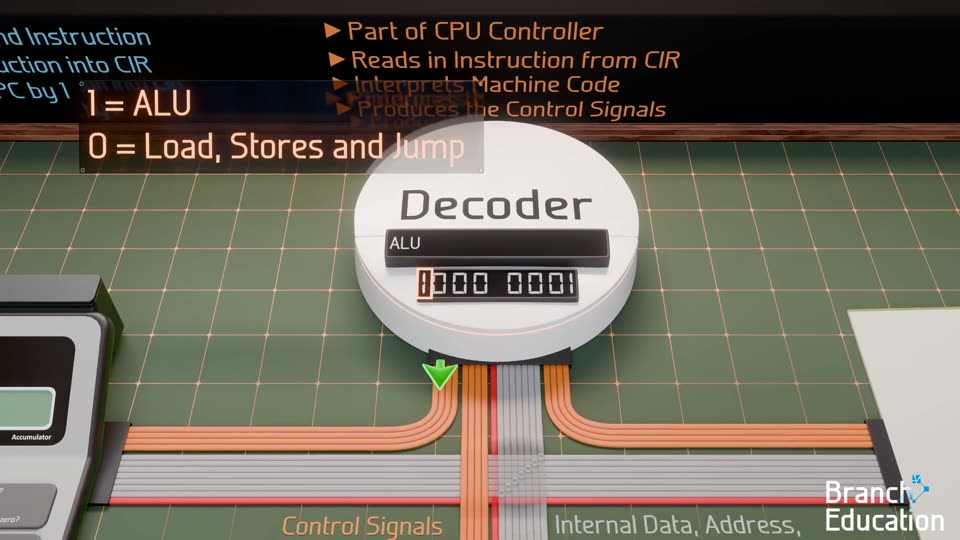 nd Instruction
uction into CIR
PC by 1
► Part of CPU Controller
► Reads in Instruction from CIR
► Interprets Machine Code
► Produces the Control Signals
1 = ALU
0 = Load, Stores and Jump
Decoder
ALU
1000 0001
Accumulator
?
zero?
Control Signals
Internal Data, Address,
Branch
Education